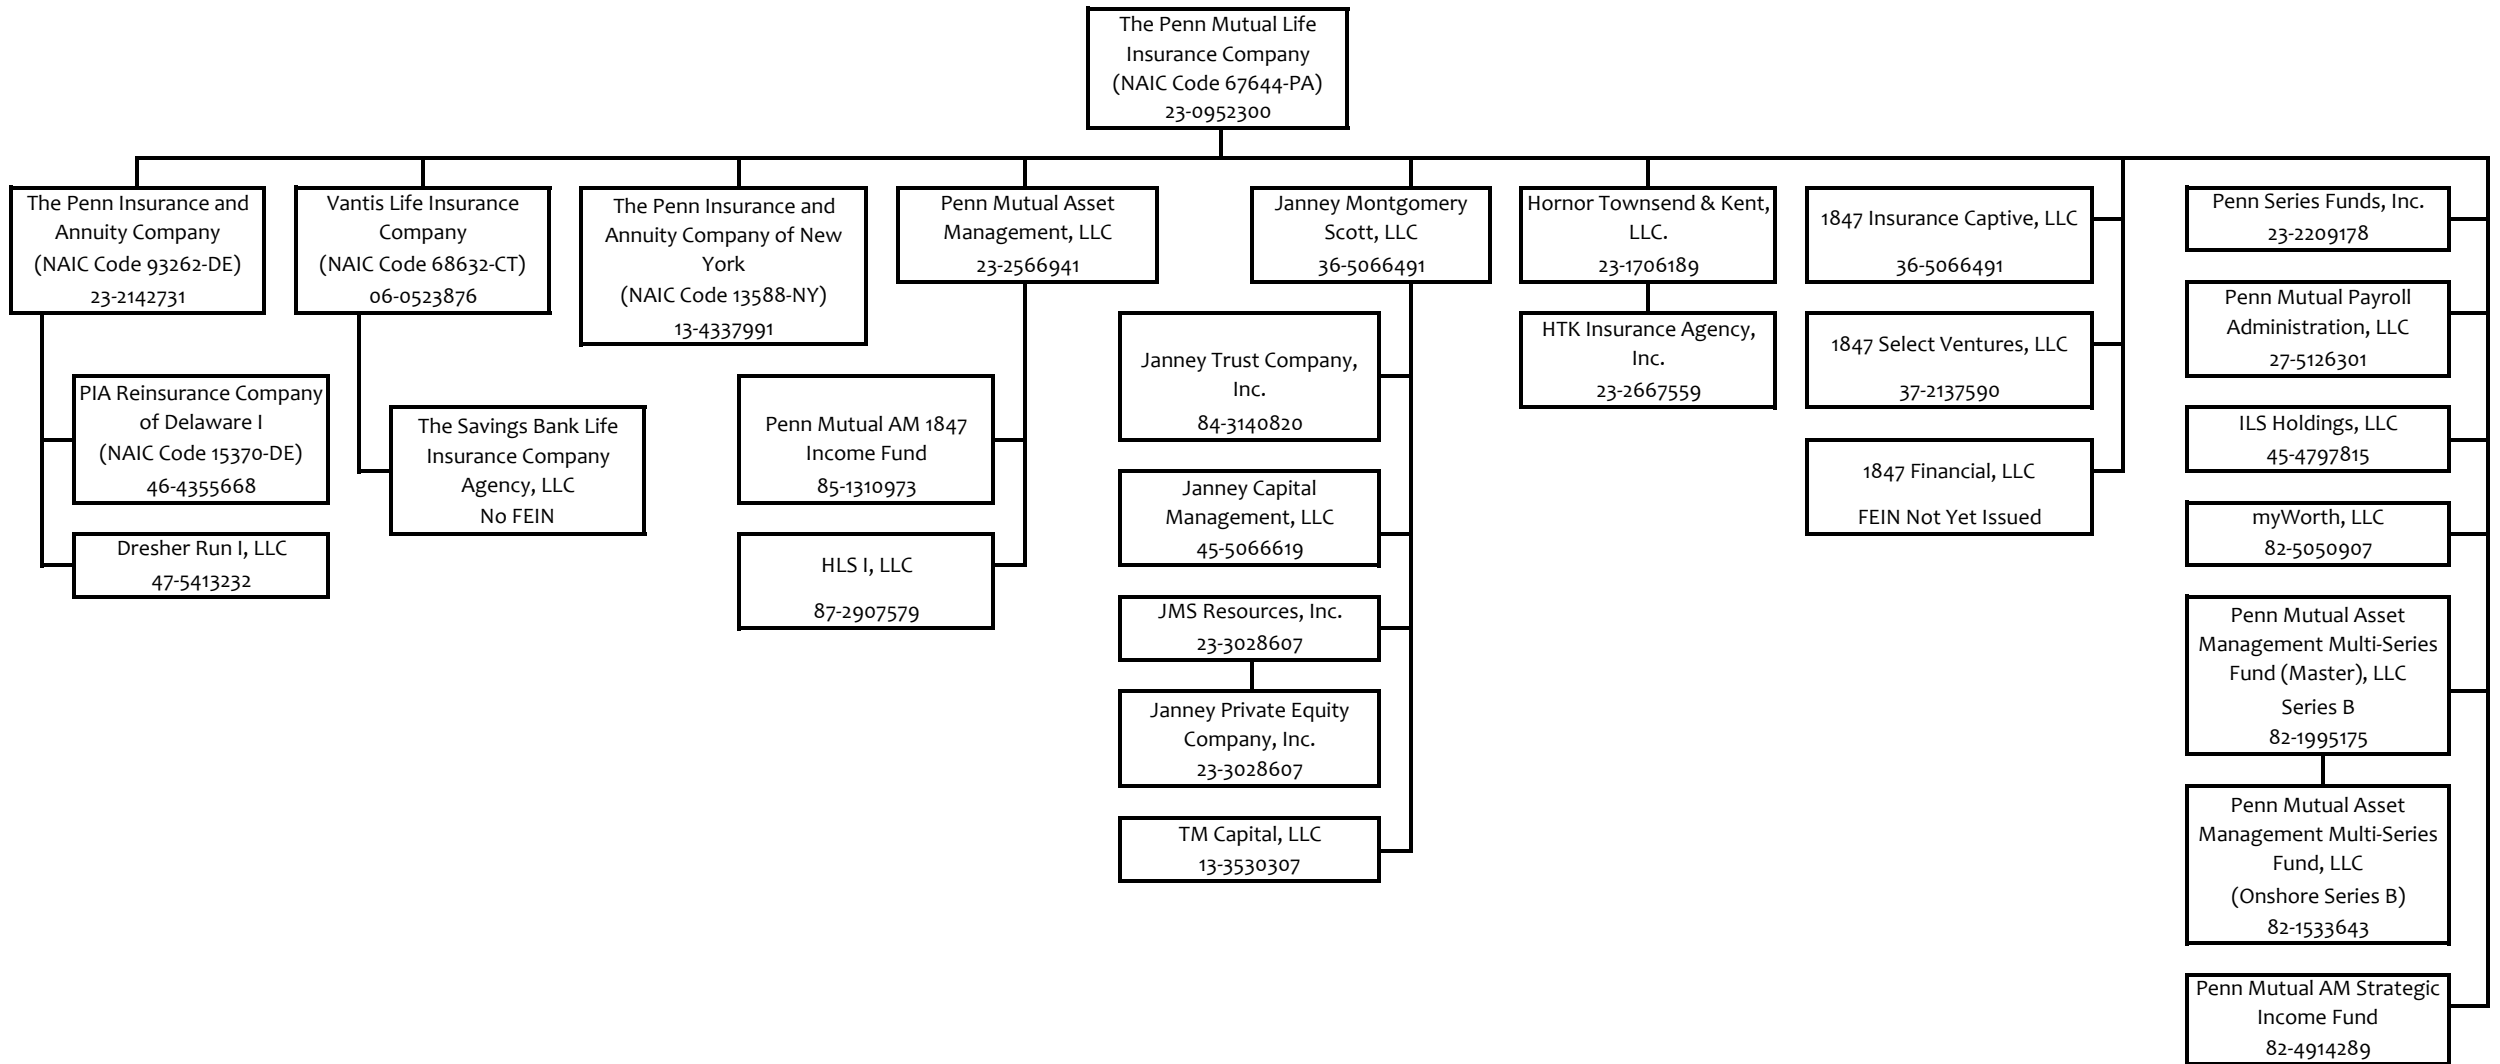 The Penn Mutual Life
Insurance Company
(NAIC Code 67644-PA)
23-0952300
The Penn Insurance and
Annuity Company
(NAIC Code 93262-DE)
23-2142731
PIA Reinsurance Company
of Delaware I
(NAIC Code 15370-DE)
46-4355668
Dresher Run I, LLC
47-5413232
Vantis Life Insurance
Company
(NAIC Code 68632-CT)
06-0523876
The Savings Bank Life
Insurance Company
Agency, LLC
No FEIN
The Penn Insurance and
Annuity Company of New
York
(NAIC Code 13588-NY)
13-4337991
Penn Mutual Asset
Management, LLC
23-2566941
Penn Mutual AM 1847
Income Fund
85-1310973
HLS I, LLC
87-2907579
Janney Montgomery
Scott, LLC
36-5066491
Janney Trust Company,
Inc.
84-3140820
Janney Capital
Management, LLC
45-5066619
JMS Resources, Inc.
23-3028607
Janney Private Equity
Company, Inc.
23-3028607
TM Capital, LLC
13-3530307
Hornor Townsend & Kent,
LLC.
23-1706189
HTK Insurance Agency,
Inc.
23-2667559
1847 Insurance Captive, LLC
36-5066491
1847 Select Ventures, LLC
37-2137590
1847 Financial, LLC
FEIN Not Yet Issued
Penn Series Funds, Inc.
23-2209178
Penn Mutual Payroll
Administration, LLC
27-5126301
ILS Holdings, LLC
45-4797815
myWorth, LLC
82-5050907
Penn Mutual Asset
Management Multi-Series
Fund (Master), LLC
Series B
82-1995175
Penn Mutual Asset
Management Multi-Series
Fund, LLC
(Onshore Series B)
82-1533643
Penn Mutual AM Strategic
Income Fund
82-4914289